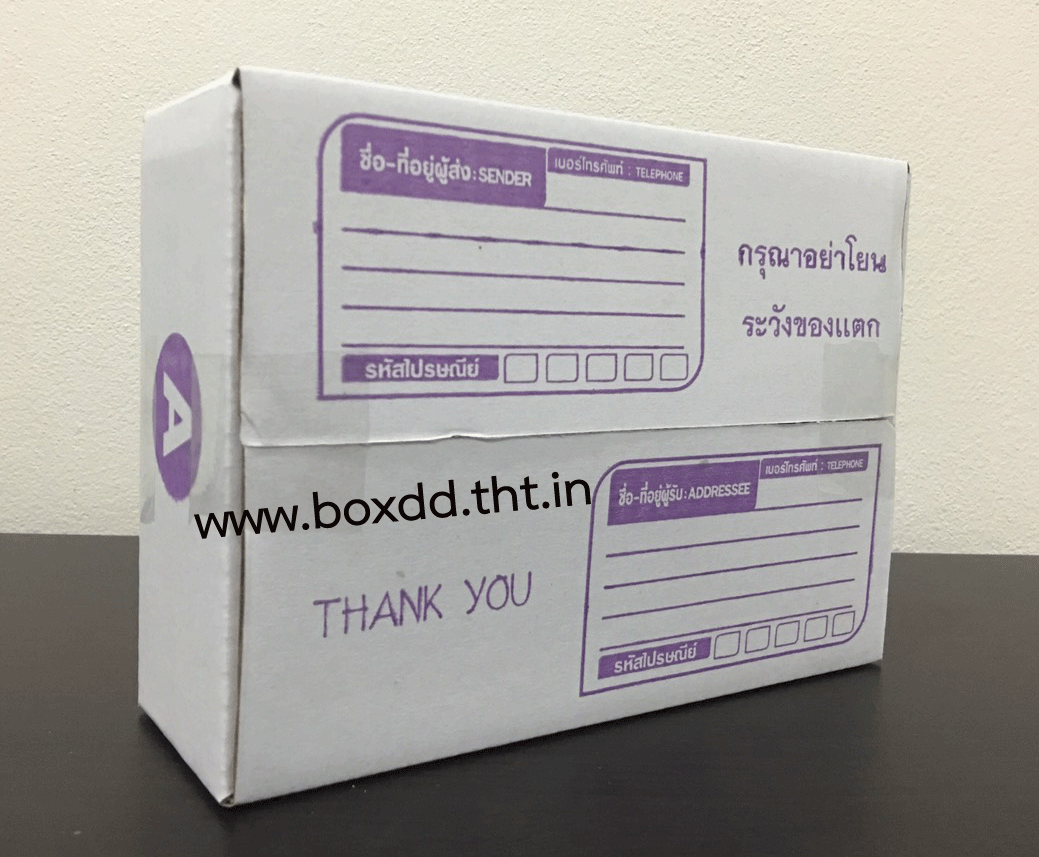 ชื่อ-ที่อยู่ผู้ส่ง:SENDER
เบอร์โทรศัพท์ : TELEPHONE
กรุณาอย่าโยน
ระวังของแตก
รหัสไปรษณีย์
A
www.boxdd.tht.in
ชื่อ-ที่อยู่ผู้รับ:ADDRESSEE
เบอร์โทรศัพท์ : TELEPHONE
THANK YOU
รหัสไปรษณีย์